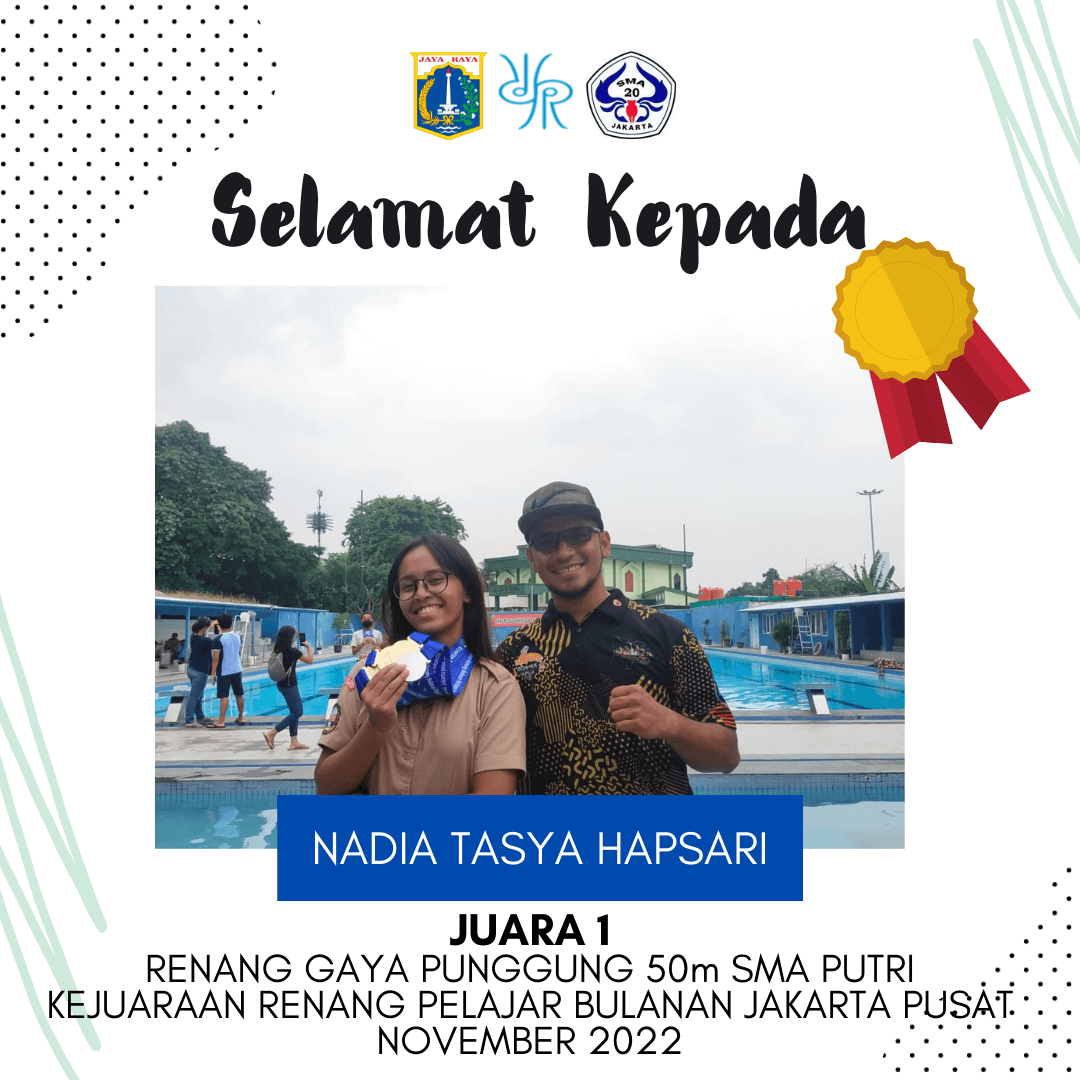 JAYA RAYA
SMA
20
JAKARTA
Selamat Kepada
NADIA TASYA HAPSARI
JUARA 1
RENANG GAYA PUNGGUNG 50m SMA PUTRI
KEJUARAAN RENANG PELAJAR BULANAN JAKARTA PUSAT
NOVEMBER 2022